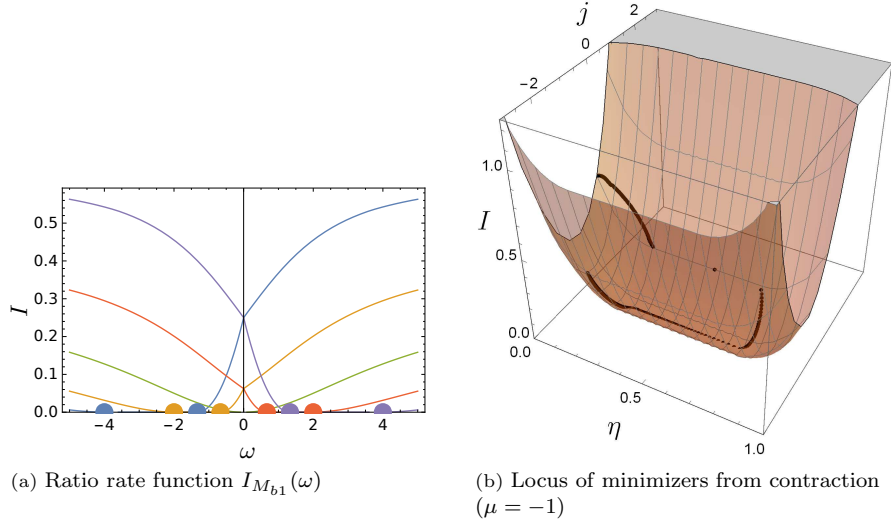 I
0.5
0.4
0.3
0.2
0.1
0.0
−4 −2 0 2 4
ω
(a) Ratio rate function I_{M_{b1}}(ω)
j
−2 0 2
I
1.0
0.5
0.0
0.0 0.5 1.0
η
(b) Locus of minimizers from contraction
(μ = −1)